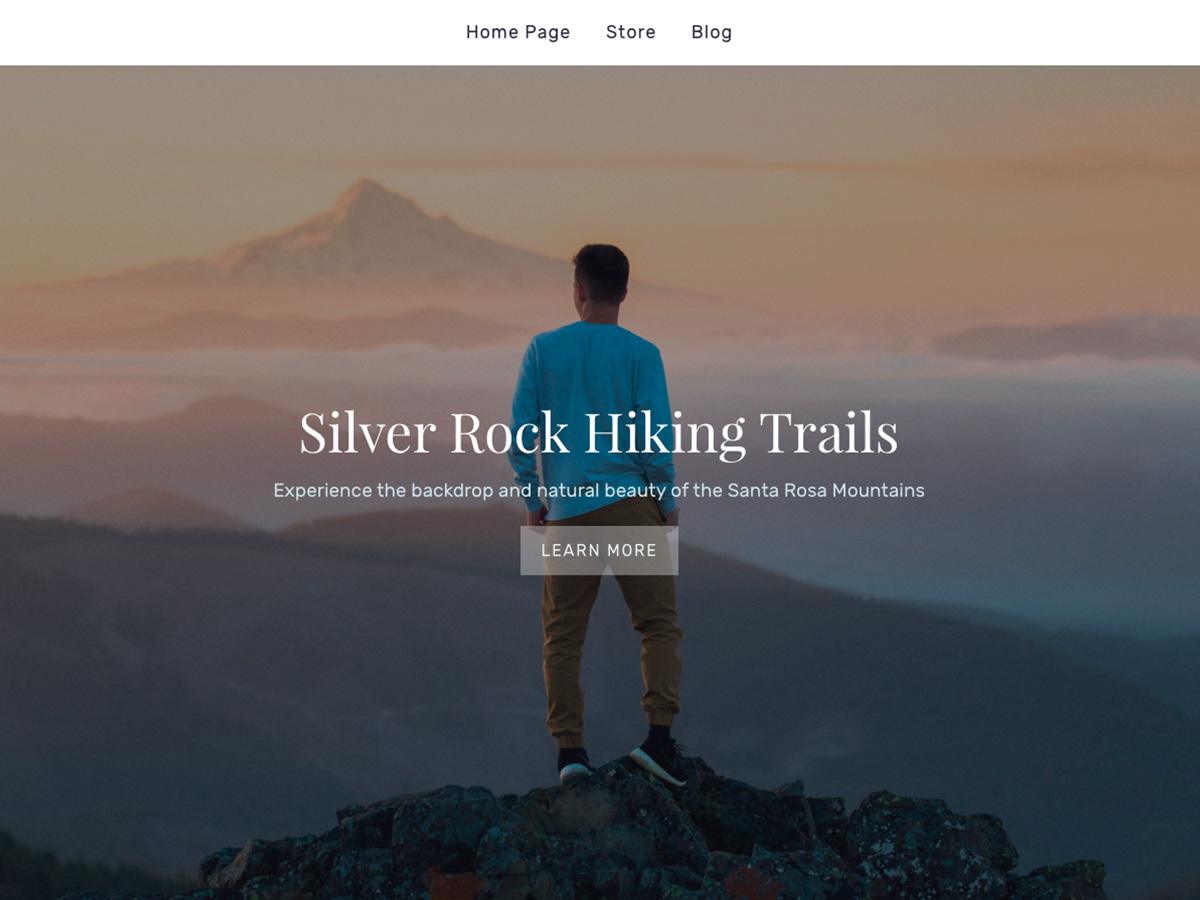 Home Page Store Blog
Silver Rock Hiking Trails
Experience the backdrop and natural beauty of the Santa Rosa Mountains
LEARN MORE